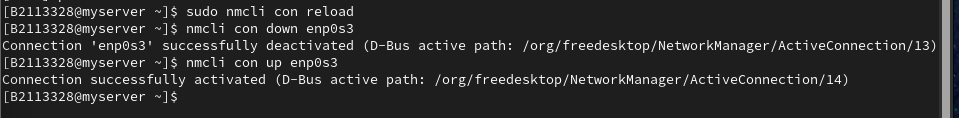 [B2113328@myserver ~]$ sudo nmcli con reload
[B2113328@myserver ~]$ nmcli con down enp0s3
Connection 'enp0s3' successfully deactivated (D-Bus active path: /org/freedesktop/NetworkManager/ActiveConnection/13)
[B2113328@myserver ~]$ nmcli con up enp0s3
Connection successfully activated (D-Bus active path: /org/freedesktop/NetworkManager/ActiveConnection/14)
[B2113328@myserver ~]$